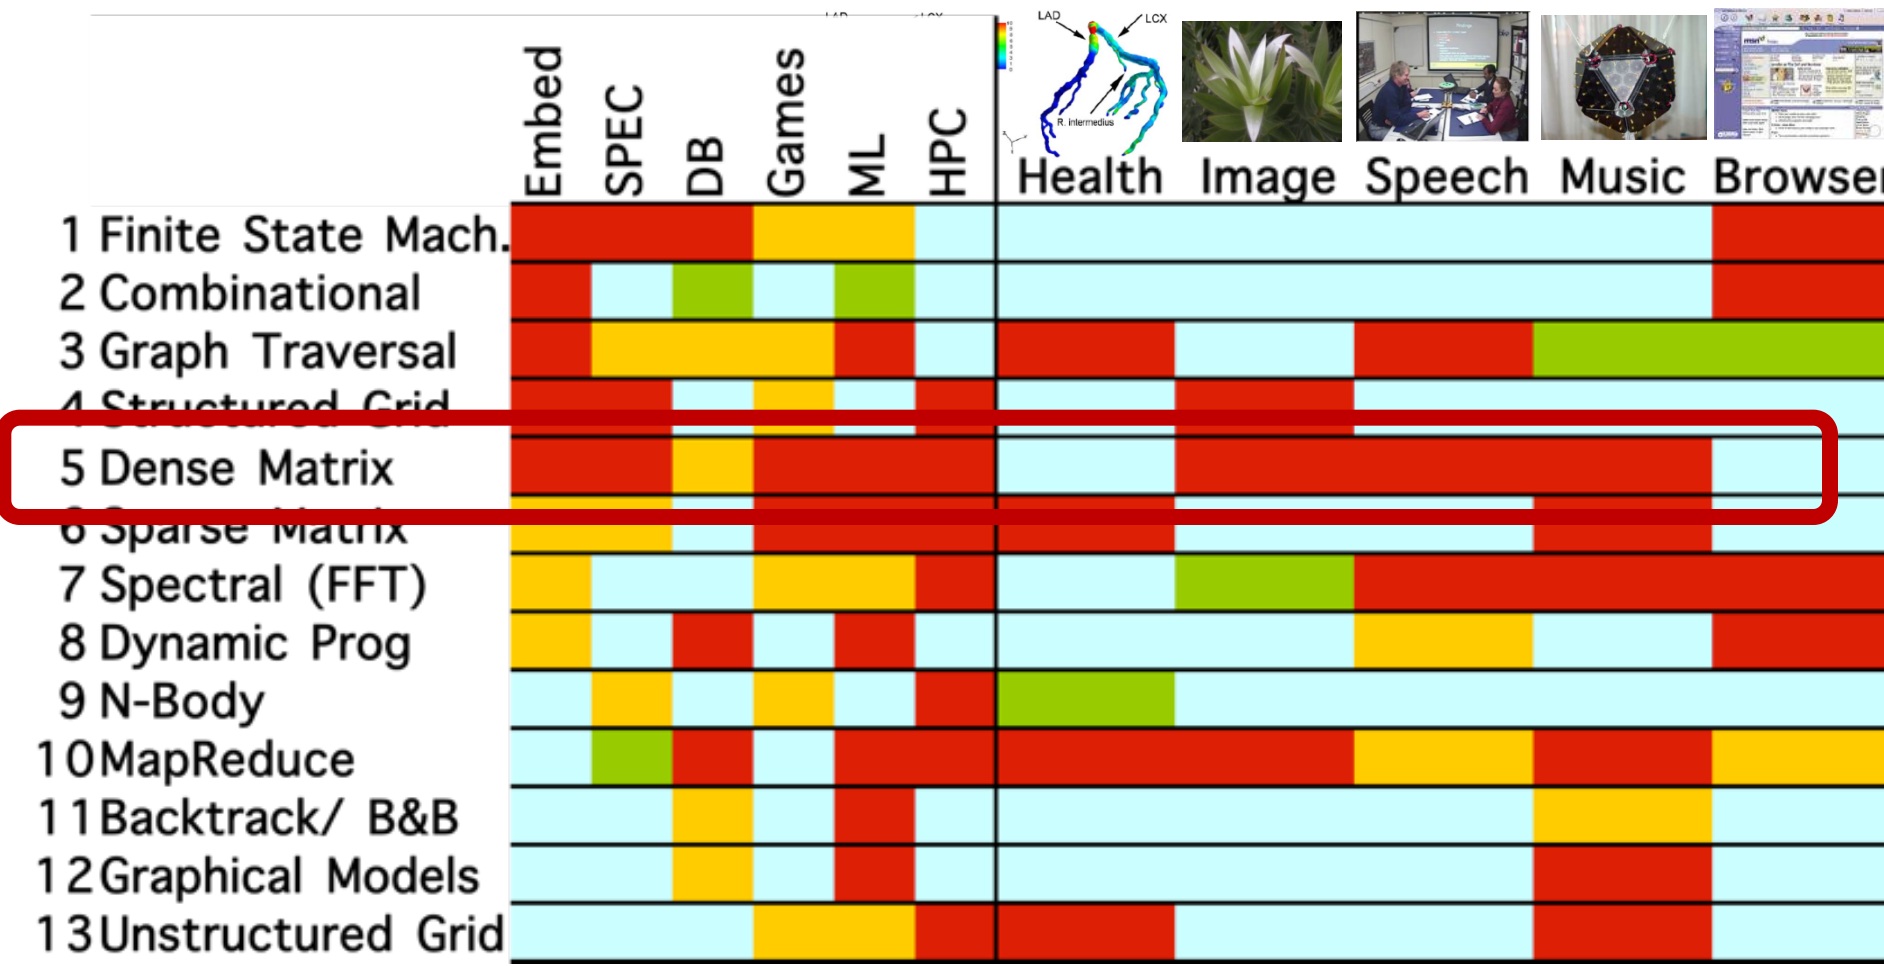 LAD
LCX
R. intermedius
Embed
SPEC
DB
Games
ML
HPC
Health
Image
Speech
Music
Browser
1 Finite State Mach.
2 Combinational
3 Graph Traversal
4 Structured Grid
5 Dense Matrix
6 Sparse Matrix
7 Spectral (FFT)
8 Dynamic Prog
9 N-Body
10 MapReduce
11 Backtrack/ B&B
12 Graphical Models
13 Unstructured Grid